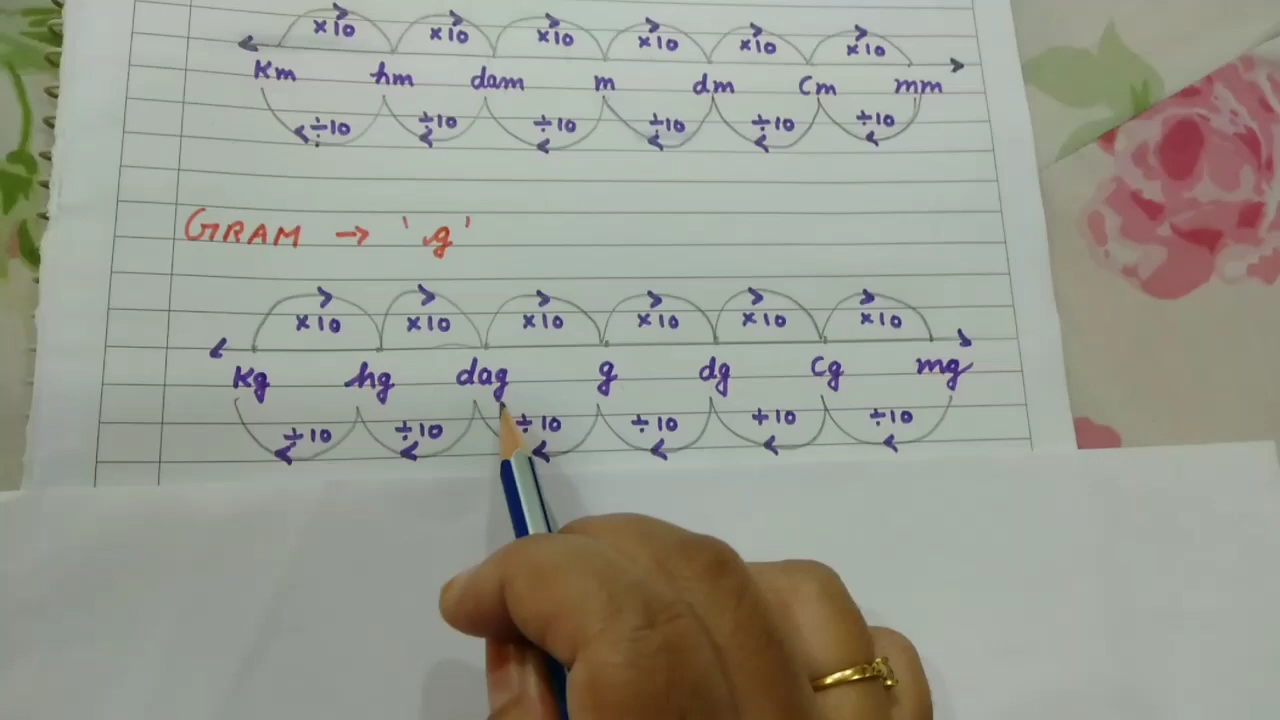 ×10 ×10 ×10 ×10 ×10 ×10
Km hm dam m dm Cm mm
÷10 ÷10 ÷10 ÷10 ÷10 ÷10
GRAM → 'g'
×10 ×10 ×10 ×10 ×10 ×10
Kg hg dag g dg Cg mg
÷10 ÷10 ÷10 ÷10 ÷10 ÷10